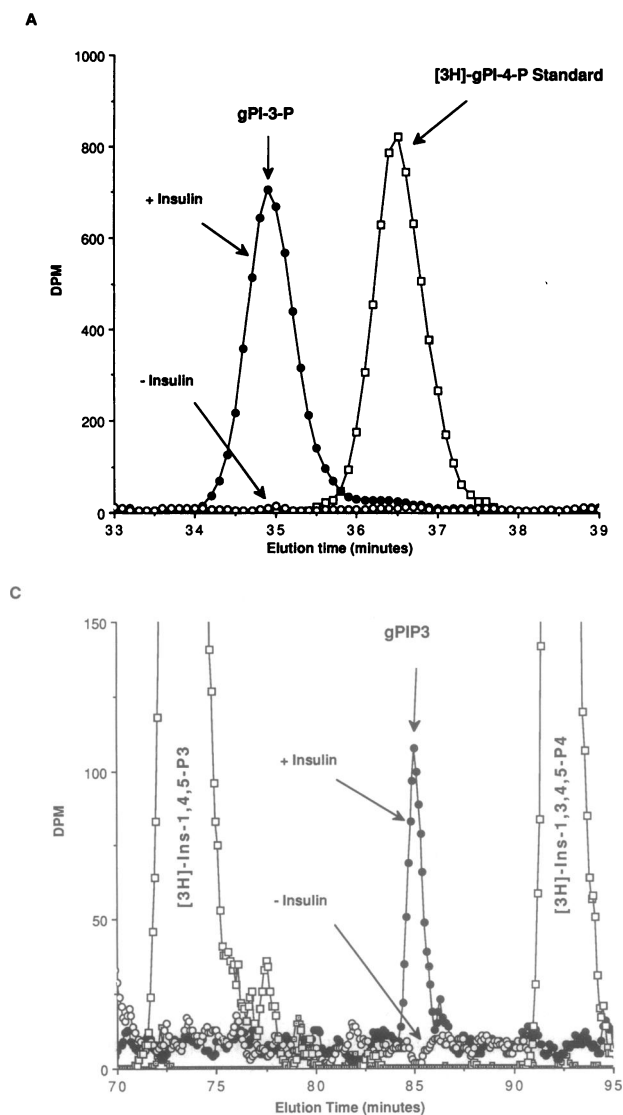 A
1000
800
600
400
200
0
DPM
gPI-3-P
[3H]-gPI-4-P Standard
+ Insulin
- Insulin
33 34 35 36 37 38 39
Elution time (minutes)
C
150
100
50
0
DPM
gPIP3
[3H]-Ins-1,4,5-P3
+ Insulin
- Insulin
[3H]-Ins-1,3,4,5-P4
70 75 80 85 90 95
Elution Time (minutes)